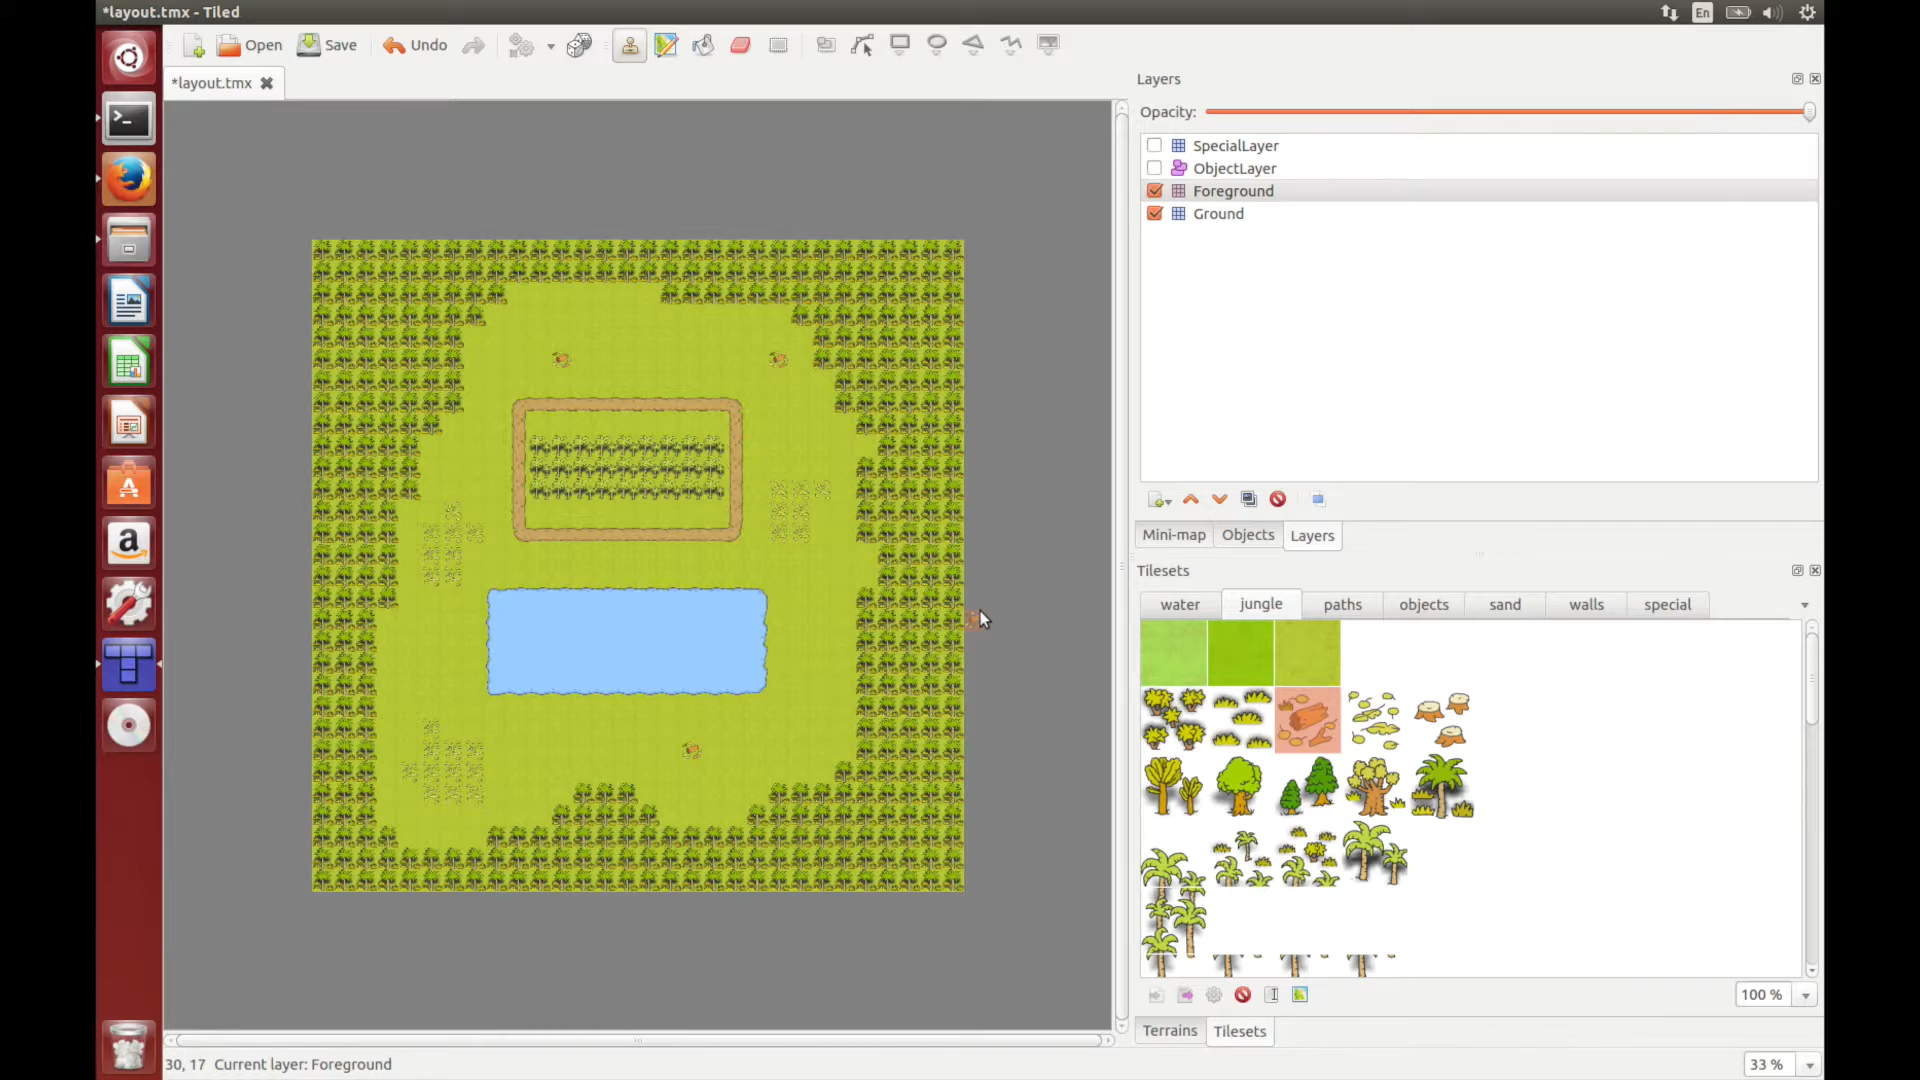 *layout.tmx - Tiled
En
Open
Save
Undo
*layout.tmx
Layers
Opacity:
SpecialLayer
ObjectLayer
Foreground
Ground
Mini-map
Objects
Layers
Tilesets
water
jungle
paths
objects
sand
walls
special
100 %
Terrains
Tilesets
30, 17 Current layer: Foreground
33 %